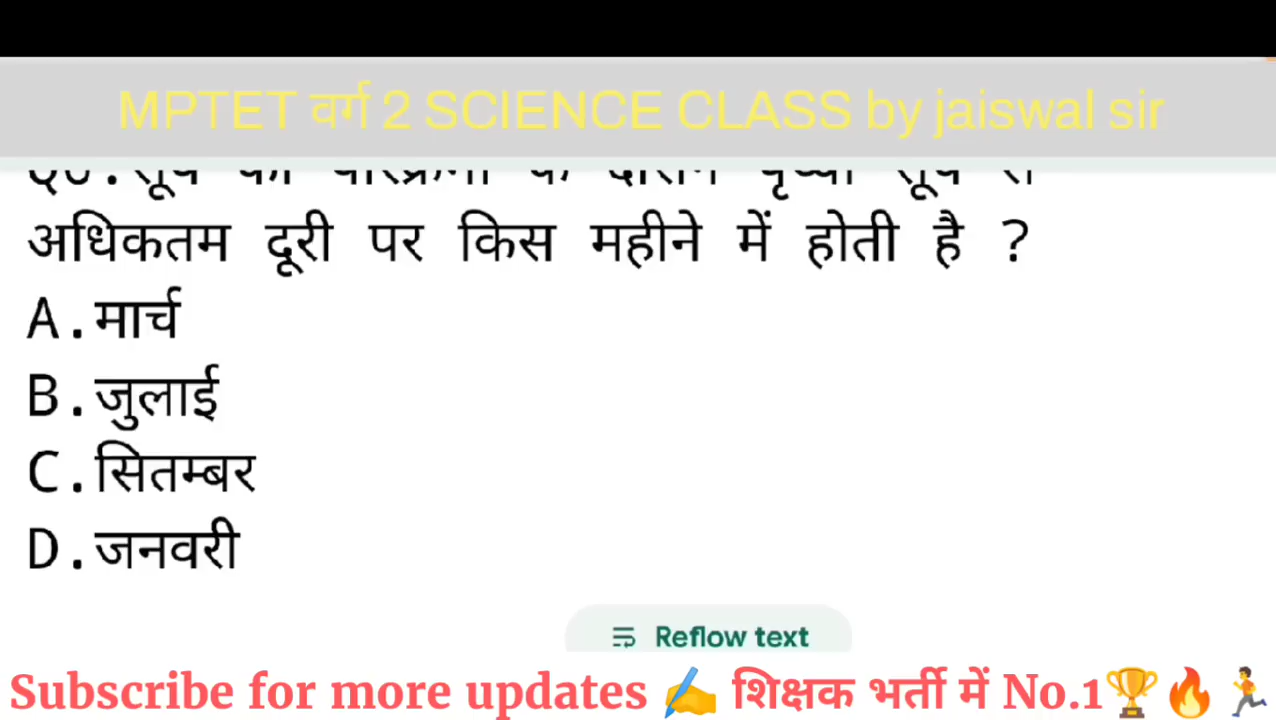 MPTET वर्ग 2 SCIENCE CLASS by jaiswal sir
अधिकतम दूरी पर किस महीने में होती है ?
A.मार्च
B.जुलाई
C.सितम्बर
D.जनवरी
Reflow text
Subscribe for more updates ✍️ शिक्षक भर्ती में No.1🏆🔥🏃